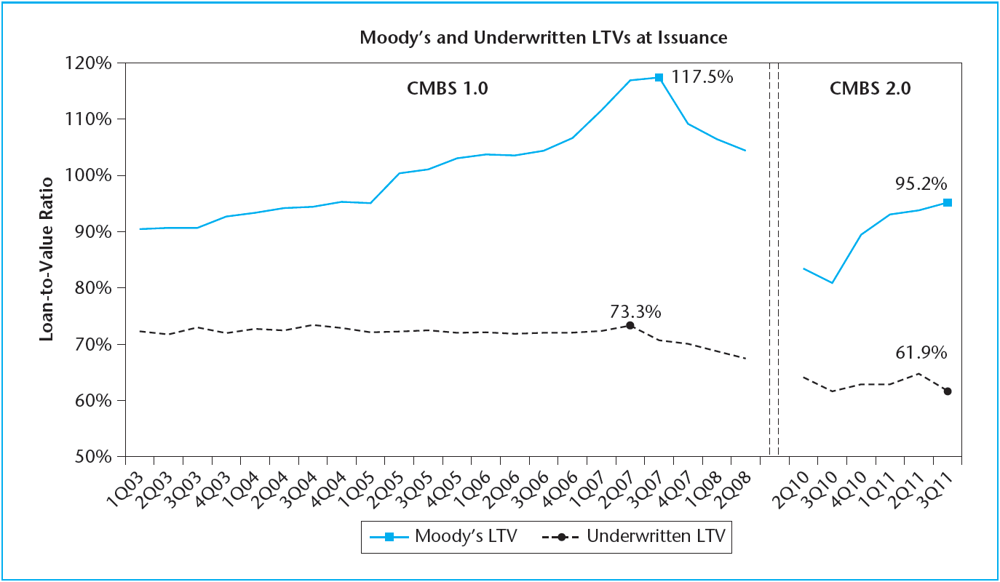 Moody's and Underwritten LTVs at Issuance
Loan-to-Value Ratio
120%
110%
100%
90%
80%
70%
60%
50%
CMBS 1.0
CMBS 2.0
117.5%
95.2%
73.3%
61.9%
1Q03
2Q03
3Q03
4Q03
1Q04
2Q04
3Q04
4Q04
1Q05
2Q05
3Q05
4Q05
1Q06
2Q06
3Q06
4Q06
1Q07
2Q07
3Q07
4Q07
1Q08
2Q08
2Q10
3Q10
4Q10
1Q11
2Q11
3Q11
Moody's LTV
Underwritten LTV